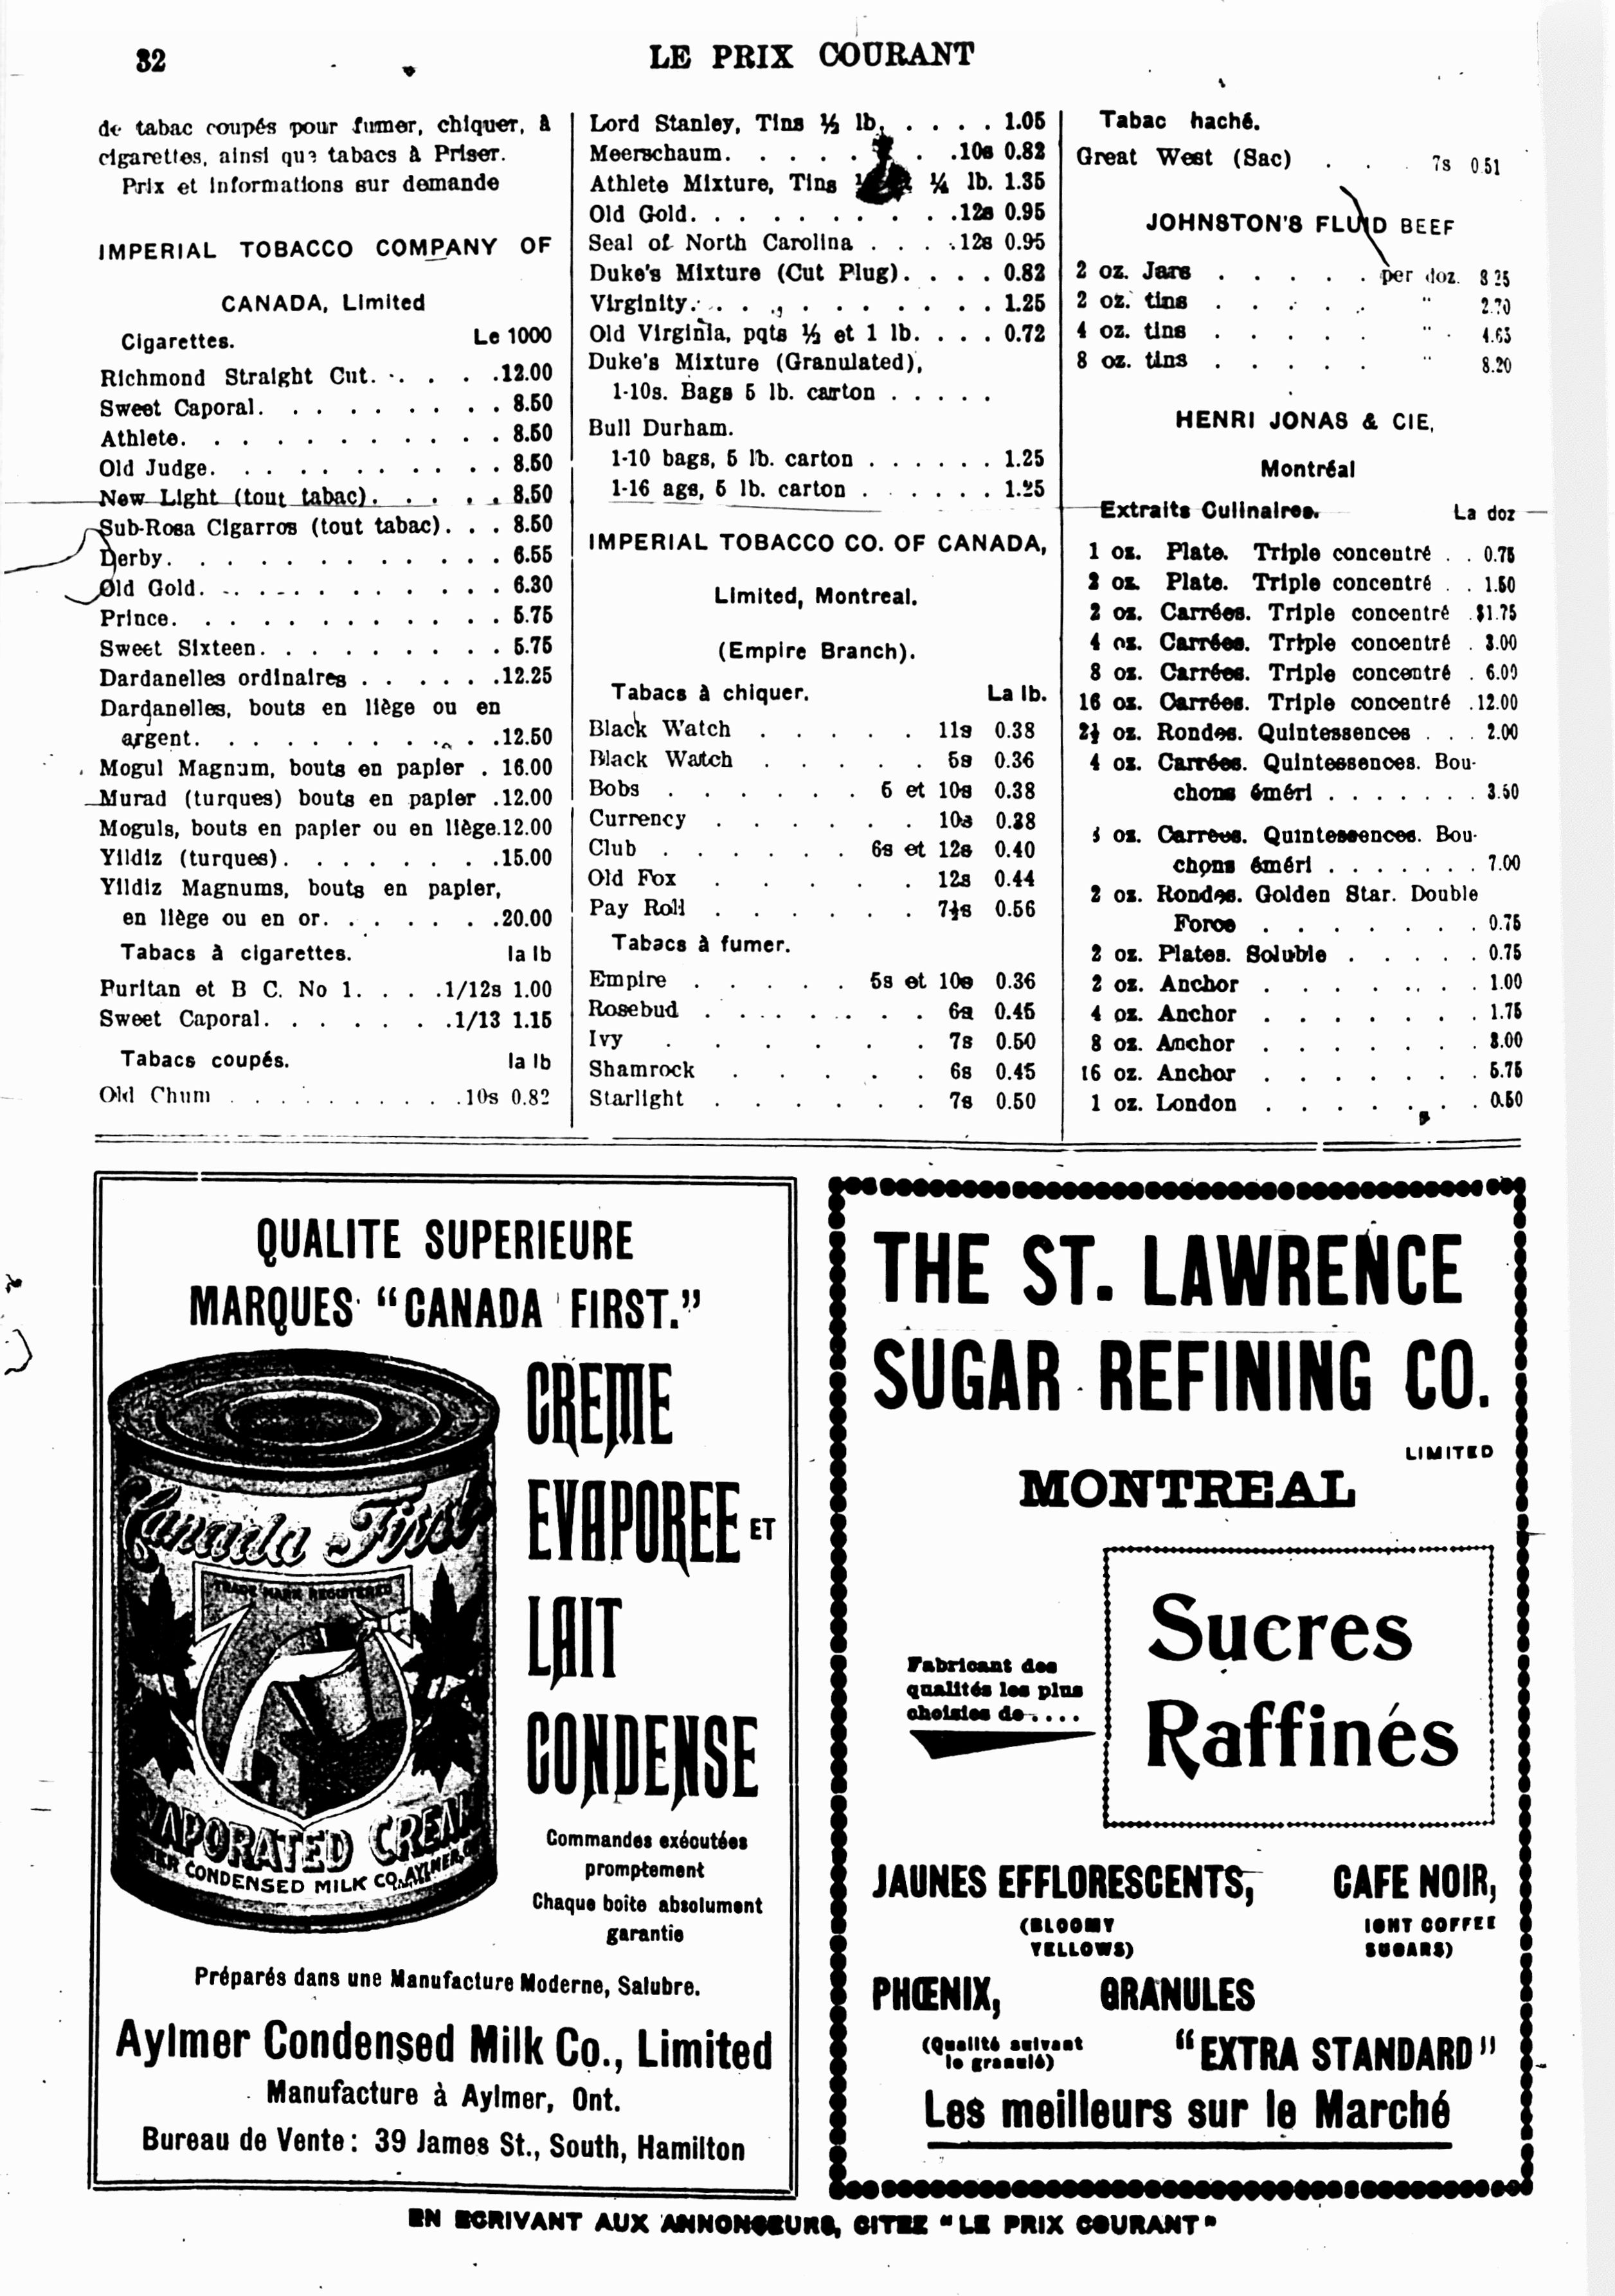 32
LE PRIX COURANT
de tabac coupés pour fumer, chiquer, à
cigarettes, ainsi que tabacs à Priser.
Prix et informations sur demande
IMPERIAL TOBACCO COMPANY OF
CANADA, Limited
Cigarettes. Le 1000
Richmond Straight Cut. . . . .12.00
Sweet Caporal. . . . . . . . . 8.50
Athlete. . . . . . . . . . . . 8.50
Old Judge. . . . . . . . . . . 8.50
New Light (tout tabac). . . . . 8.50
Sub-Rosa Cigarros (tout tabac). . . 8.50
Derby. . . . . . . . . . . . 6.55
Old Gold. . . . . . . . . . . 6.30
Prince. . . . . . . . . . . . 5.75
Sweet Sixteen. . . . . . . . . 5.75
Dardanelles ordinaires . . . . . .12.25
Dardanelles, bouts en liège ou en
argent. . . . . . . . . . . .12.50
Mogul Magnum, bouts en papier . 16.00
Murad (turques) bouts en papier .12.00
Moguls, bouts en papier ou en liège.12.00
Yildiz (turques). . . . . . . .15.00
Yildiz Magnums, bouts en papier,
en liège ou en or. . . . . . .20.00
Tabacs à cigarettes. la lb
Puritan et B C. No 1. . . .1/12s 1.00
Sweet Caporal. . . . . . .1/13 1.15
Tabacs coupés. la lb
Old Chum . . . . . . . . . .10s 0.82
Lord Stanley, Tins ½ lb. . . . . 1.05
Meerschaum. . . . . . . .10s 0.82
Athlete Mixture, Tins ¼ lb. 1.35
Old Gold. . . . . . . . . .12s 0.95
Seal of North Carolina . . . .12s 0.95
Duke's Mixture (Cut Plug). . . . 0.82
Virginity. . . . . . . . . . . 1.25
Old Virginia, pqts ½ et 1 lb. . . . 0.72
Duke's Mixture (Granulated),
1-10s. Bags 5 lb. carton . . . . .
Bull Durham.
1-10 bags, 5 lb. carton . . . . . . 1.25
1-16 ags, 5 lb. carton . . . . . . 1.25
IMPERIAL TOBACCO CO. OF CANADA,
Limited, Montreal.
(Empire Branch).
Tabacs à chiquer. La lb.
Black Watch . . . . . 11s 0.38
Black Watch . . . . . 5s 0.36
Bobs . . . . . . 5 et 10s 0.38
Currency . . . . . . 10s 0.38
Club . . . . . . 6s et 12s 0.40
Old Fox . . . . . 12s 0.44
Pay Roll . . . . . . 7½s 0.56
Tabacs à fumer.
Empire . . . . . 5s et 10s 0.36
Rosebud . . . . . . . 6s 0.45
Ivy . . . . . . 7s 0.50
Shamrock . . . . . 6s 0.45
Starlight . . . . . . 7s 0.50
Tabac haché.
Great West (Sac) . . . 7s 0 51
JOHNSTON'S FLUID BEEF
2 oz. Jars . . . . . per doz. 3 25
2 oz. tins . . . . . " 2.70
4 oz. tins . . . . . " 4.65
8 oz. tins . . . . . " 8.20
HENRI JONAS & CIE,
Montréal
Extraits Culinaires. La doz
1 oz. Plate. Triple concentré . . 0.75
2 oz. Plate. Triple concentré . . 1.50
2 oz. Carrées. Triple concentré .$1.75
4 oz. Carrées. Triple concentré . 3.00
8 oz. Carrées. Triple concentré . 6.00
16 oz. Carrées. Triple concentré .12.00
2½ oz. Rondes. Quintessences . . . 2.00
4 oz. Carrées. Quintessences. Bou-
chons émeri . . . . . . . 3.50
oz. Carrees. Quintessences. Bou-
chons émeri . . . . . . . 7.00
2 oz. Rondes. Golden Star. Double
Force . . . . . . . . 0.75
2 oz. Plates. Soluble . . . . . 0.75
2 oz. Anchor . . . . . . . . 1.00
4 oz. Anchor . . . . . . . . 1.75
8 oz. Anchor . . . . . . . . 3.00
16 oz. Anchor . . . . . . . . 5.75
1 oz. London . . . . . . . . 0.50
QUALITE SUPERIEURE
MARQUES "CANADA FIRST."
CREME
EVAPOREE ET
LAIT
CONDENSE
Canada First
TRADE MARK REGISTERED
EVAPORATED CREAM
CONDENSED MILK CO. AYLMER,
Commandes exécutées
promptement
Chaque boite absolument
garantie
Préparés dans une Manufacture Moderne, Salubre.
Aylmer Condensed Milk Co., Limited
Manufacture à Aylmer, Ont.
Bureau de Vente: 39 James St., South, Hamilton
THE ST. LAWRENCE
SUGAR REFINING CO.
LIMITED
MONTREAL
Fabricant des
qualités les plus
choisies de....
Sucres
Raffinés
JAUNES EFFLORESCENTS, CAFE NOIR,
(BLOOMY IGHT COFFEE
YELLOWS) SUGARS)
PHŒNIX, GRANULES
(Qualité suivant
le granulé)
"EXTRA STANDARD"
Les meilleurs sur le Marché
EN ECRIVANT AUX ANNONCEURS, CITEZ "LE PRIX COURANT"